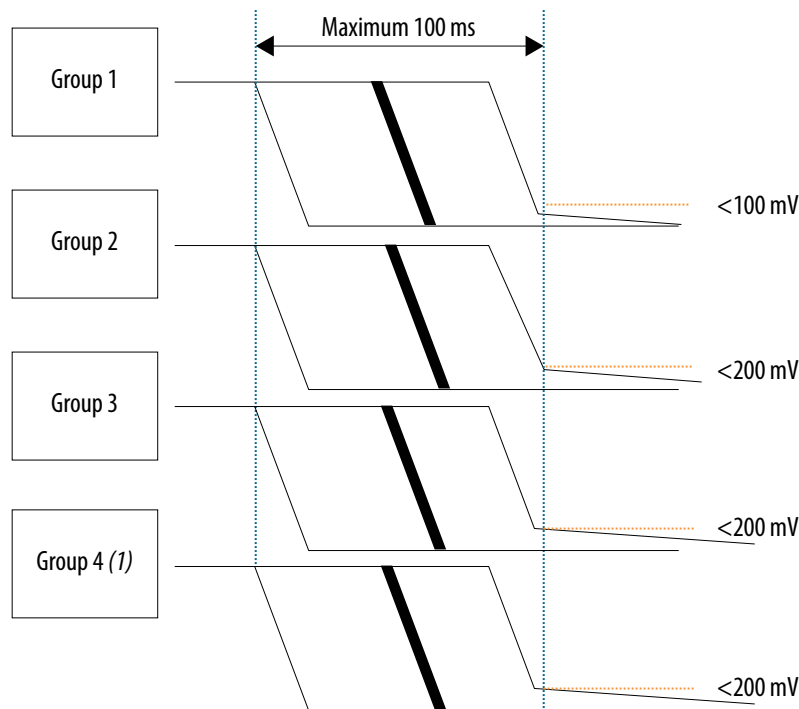 Maximum 100 ms
Group 1
<100 mV
Group 2
<200 mV
Group 3
<200 mV
Group 4 (1)
<200 mV